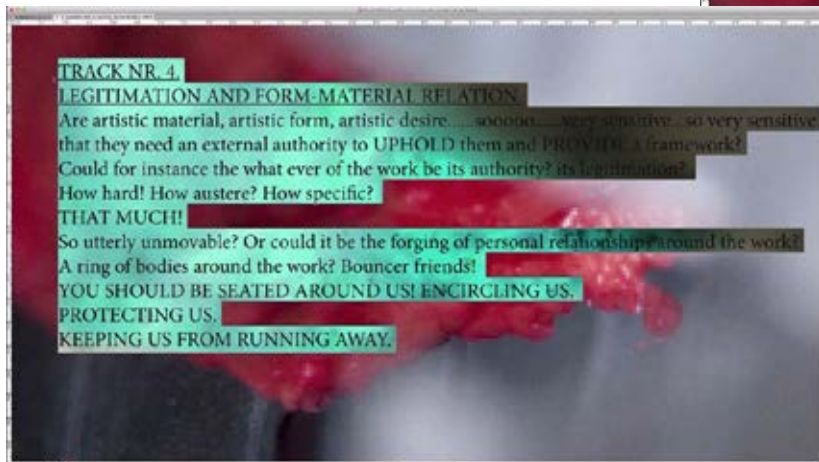 TRACK NR. 4.
LEGITIMATION AND FORM-MATERIAL RELATION.
Are artistic material, artistic form, artistic desire......sooooo.....very sensitive...so very sensitive
that they need an external authority to UPHOLD them and PROVIDE a framework?
Could for instance the what ever of the work be its authority? its legitimation?
How hard! How austere? How specific?
THAT MUCH!
So utterly unmovable? Or could it be the forging of personal relationships around the work?
A ring of bodies around the work? Bouncer friends!
YOU SHOULD BE SEATED AROUND US! ENCIRCLING US.
PROTECTING US.
KEEPING US FROM RUNNING AWAY.